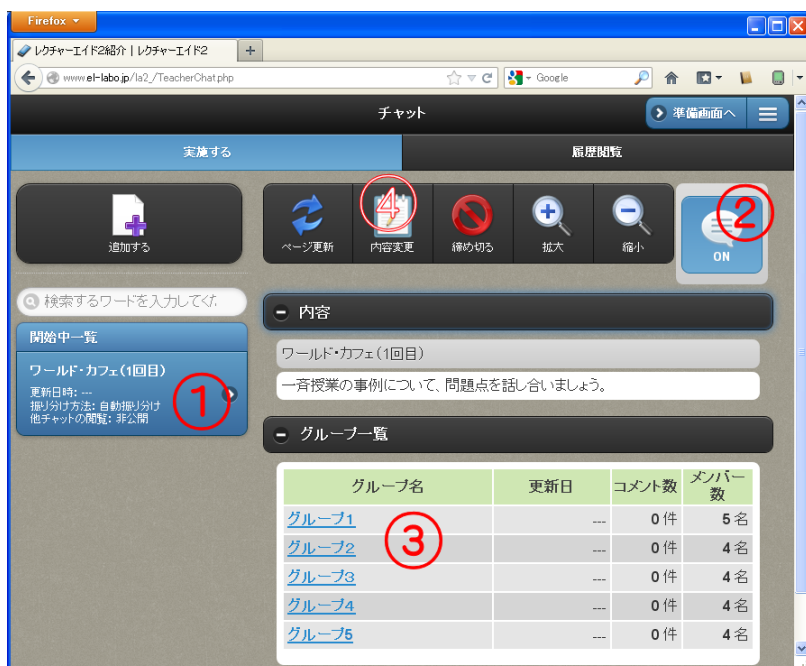 Firefox
レクチャーエイド2紹介 | レクチャーエイド2
www.el-labo.jp/la2_/TeacherChat.php
Google
チャット
準備画面へ
実施する
履歴閲覧
追加する
ページ更新
内容変更
締め切る
拡大
縮小
ON
④
②
検索するワードを入力してくだ
内容
開始中一覧
ワールド・カフェ(1回目)
ワールド・カフェ(1回目)
更新日時: ---
振り分け方法: 自動振り分け
他チャットの閲覧: 非公開
①
一斉授業の事例について、問題点を話し合いましょう。
グループ一覧
グループ名 更新日 コメント数 メンバー数
グループ1 --- 0件 5名
グループ2 --- 0件 4名
③
グループ3 --- 0件 4名
グループ4 --- 0件 4名
グループ5 --- 0件 4名